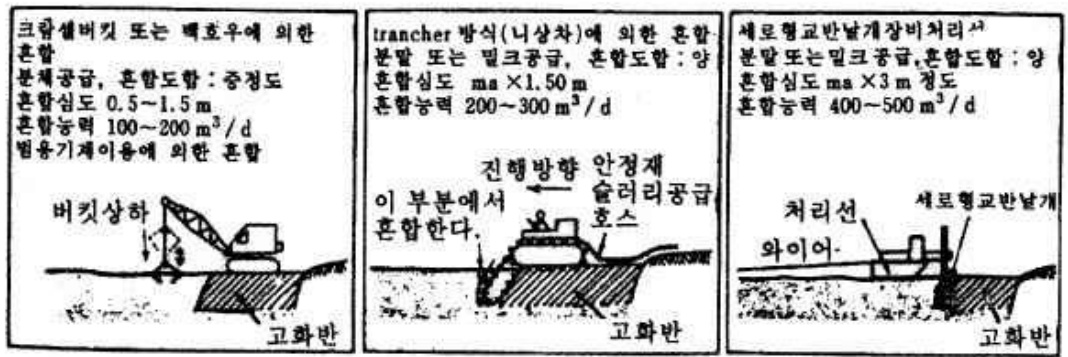 크람셸버킷 또는 백호우에 의한
혼합
분체공급, 혼합도합 : 중정도
혼합심도 0.5~1.5 m
혼합능력 100~200 m³/d
범용기계이용에 의한 혼합
버킷상하
고화반
trancher 방식(니상차)에 의한 혼합
분말 또는 밀크공급, 혼합도합 : 양
혼합심도 ma ×1.50 m
혼합능력 200~300 m³/d
진행방향
안정재
슬러리공급
호스
이 부분에서
혼합한다.
고화반
세로형교반날개장비처리선
분말 또는 밀크공급, 혼합도합 : 양
혼합심도 ma ×3 m 정도
혼합능력 400~500 m³/d
처리선
세로형교반날개
와이어
고화반